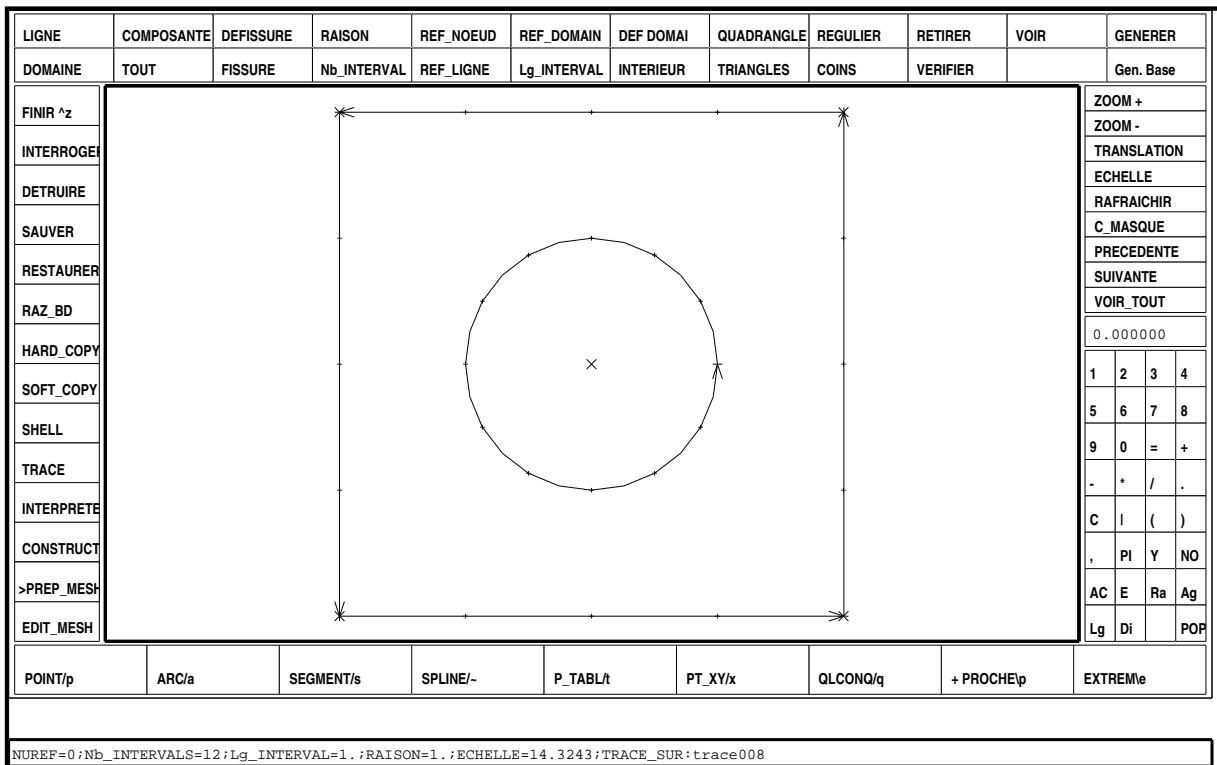 LIGNE COMPOSANTE DEFISSURE RAISON REF_NOEUD REF_DOMAIN DEF DOMAI QUADRANGLE REGULIER RETIRER VOIR GENERER
DOMAINE TOUT FISSURE Nb_INTERVAL REF_LIGNE Lg_INTERVAL INTERIEUR TRIANGLES COINS VERIFIER Gen. Base
FINIR ^z
INTERROGER
DETRUIRE
SAUVER
RESTAURER
RAZ_BD
HARD_COPY
SOFT_COPY
SHELL
TRACE
INTERPRETE
CONSTRUCT
>PREP_MESH
EDIT_MESH
ZOOM +
ZOOM -
TRANSLATION
ECHELLE
RAFRAICHIR
C_MASQUE
PRECEDENTE
SUIVANTE
VOIR_TOUT
0.000000
1 2 3 4
5 6 7 8
9 0 = +
- * / .
C | ( )
, PI Y NO
AC E Ra Ag
Lg Di POP
POINT/p ARC/a SEGMENT/s SPLINE/~ P_TABL/t PT_XY/x QLCONQ/q + PROCHE\p EXTREM\e
NUREF=0;Nb_INTERVALS=12;Lg_INTERVAL=1.;RAISON=1.;ECHELLE=14.3243;TRACE_SUR:trace008